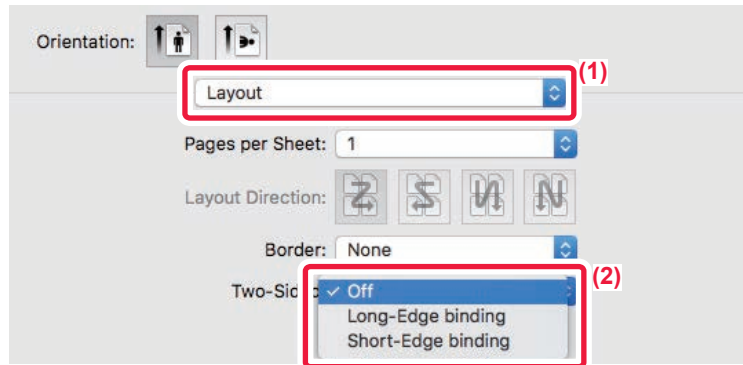 Orientation:
(1)
Layout
Pages per Sheet: 1
Layout Direction:
Border: None
(2)
✓ Off
Long-Edge binding
Short-Edge binding